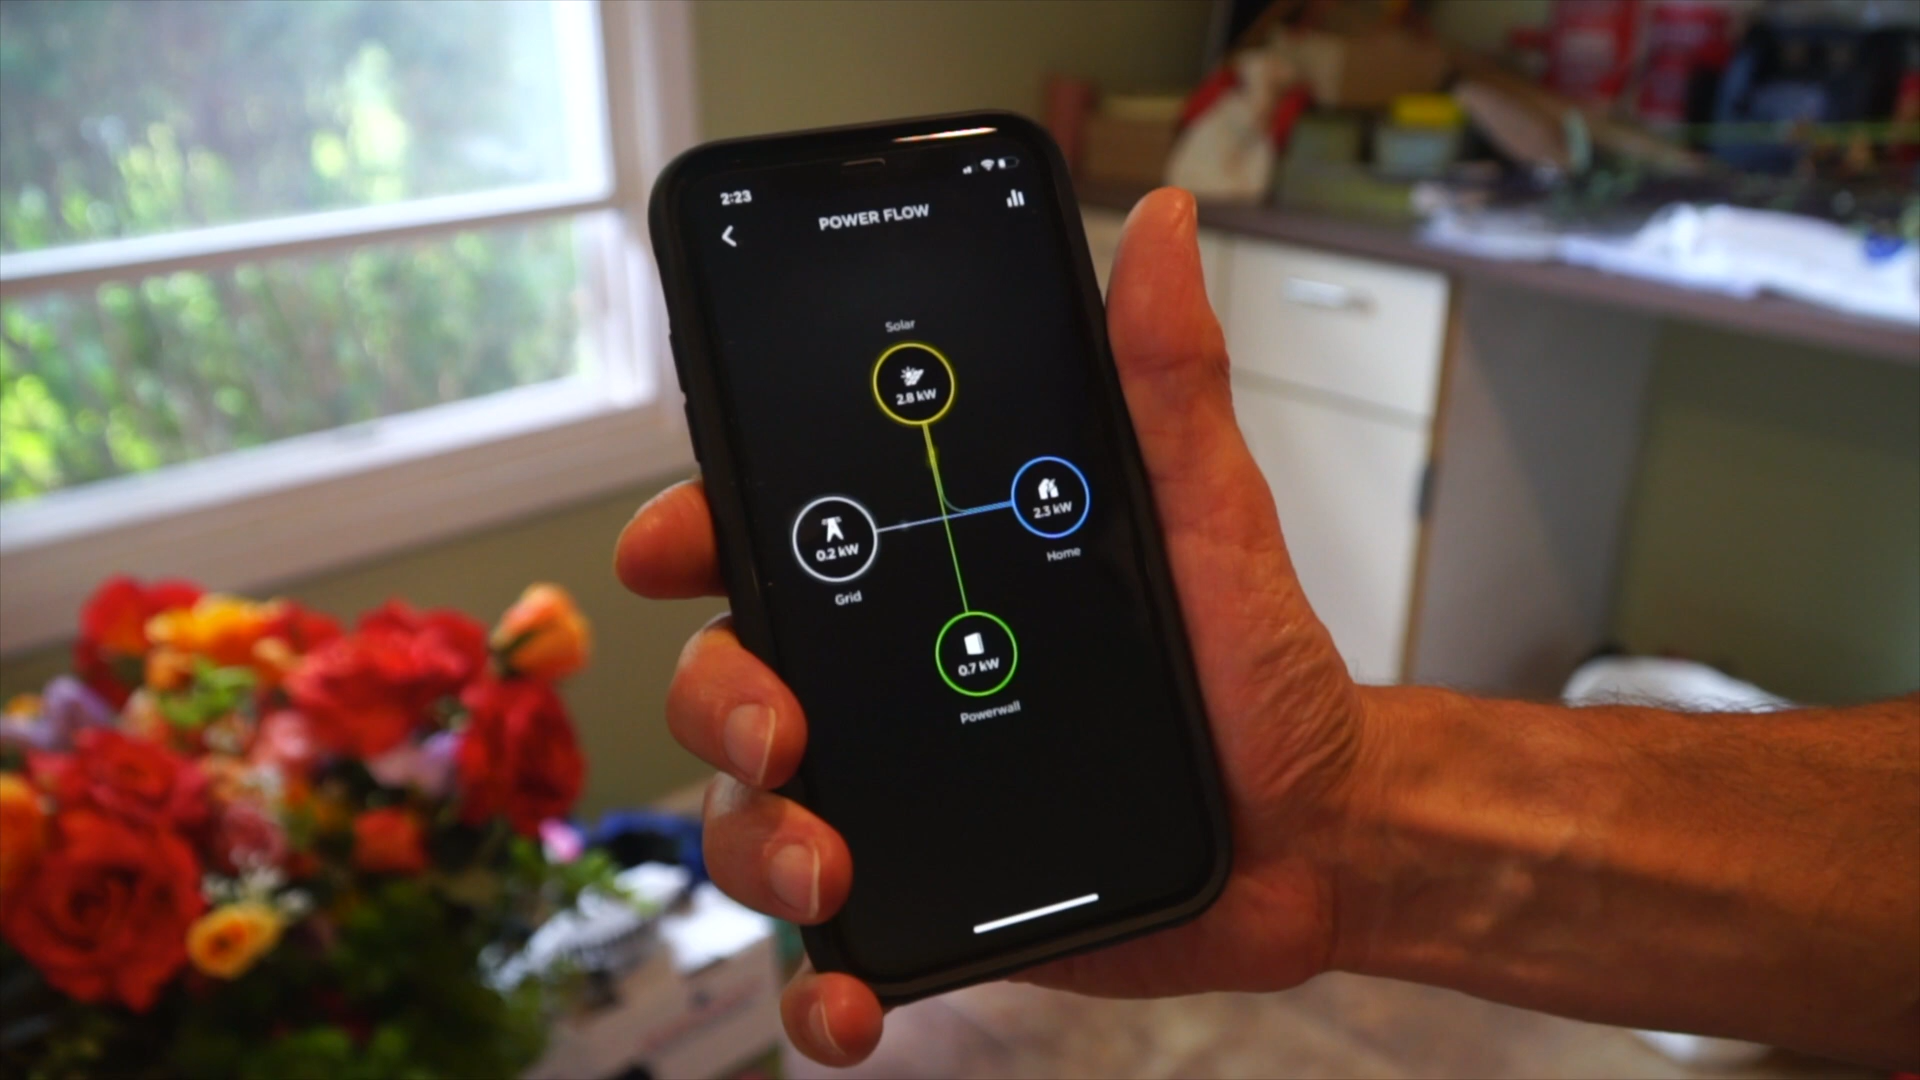 2:23
POWER FLOW
Solar
2.8 kW
2.3 kW
Home
0.2 kW
Grid
0.7 kW
Powerwall